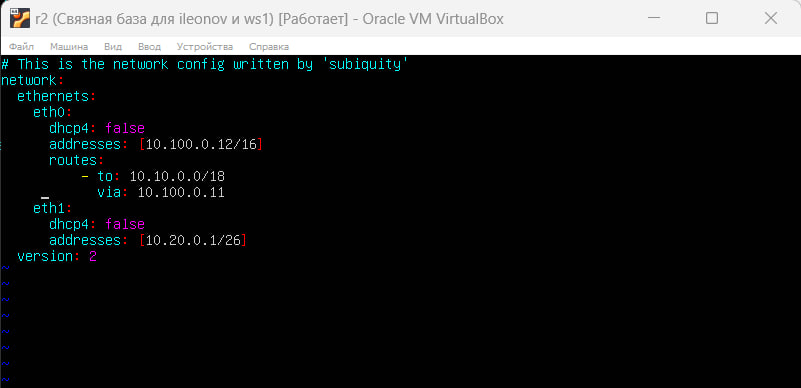 r2 (Связная база для ileonov и ws1) [Работает] - Oracle VM VirtualBox
Файл Машина Вид Ввод Устройства Справка
# This is the network config written by 'subiquity'
network:
  ethernets:
    eth0:
      dhcp4: false
      addresses: [10.100.0.12/16]
      routes:
          - to: 10.10.0.0/18
            via: 10.100.0.11
    eth1:
      dhcp4: false
      addresses: [10.20.0.1/26]
  version: 2
~
~
~
~
~
~
~
~